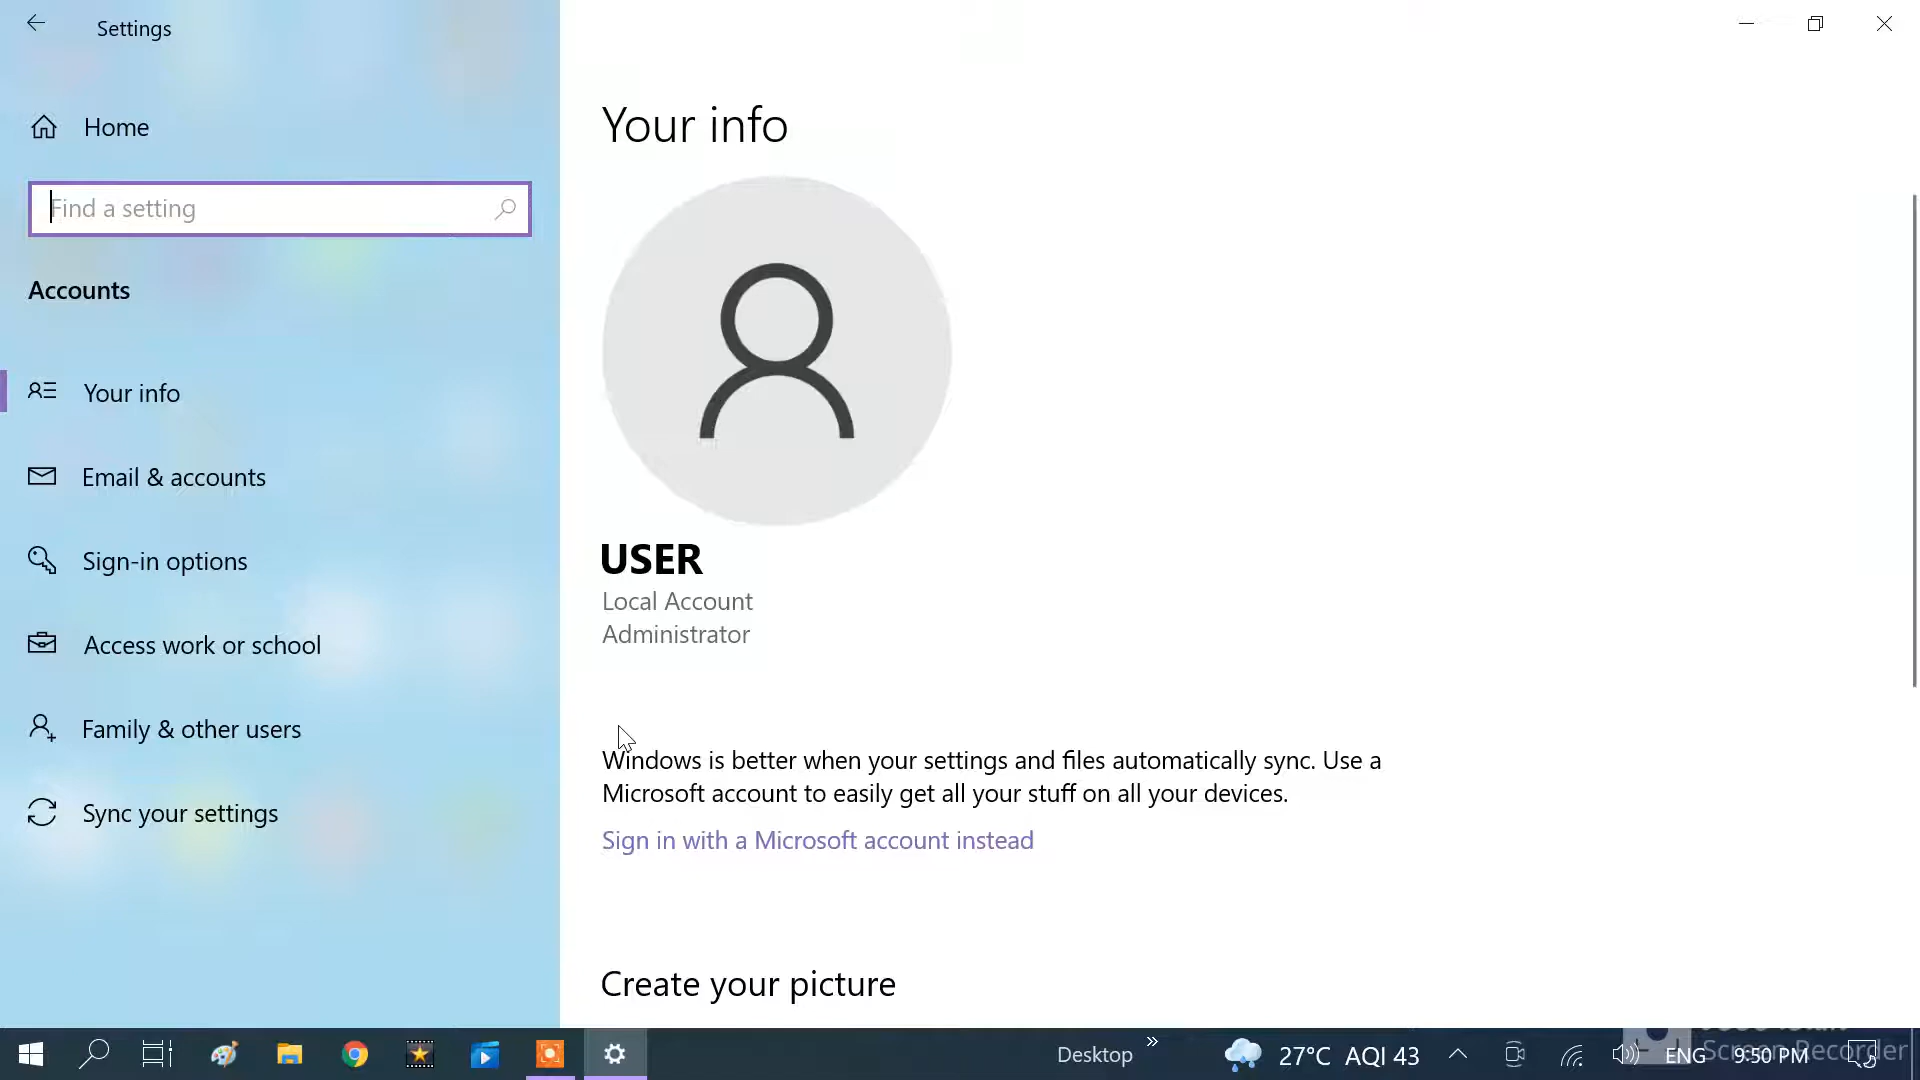 Settings
Home
Find a setting
Accounts
Your info
Email & accounts
Sign-in options
Access work or school
Family & other users
Sync your settings
Your info
USER
Local Account
Administrator
Windows is better when your settings and files automatically sync. Use a
Microsoft account to easily get all your stuff on all your devices.
Sign in with a Microsoft account instead
Create your picture
Desktop
27°C AQI 43
ENG
9:50 PM
Screen Recorder